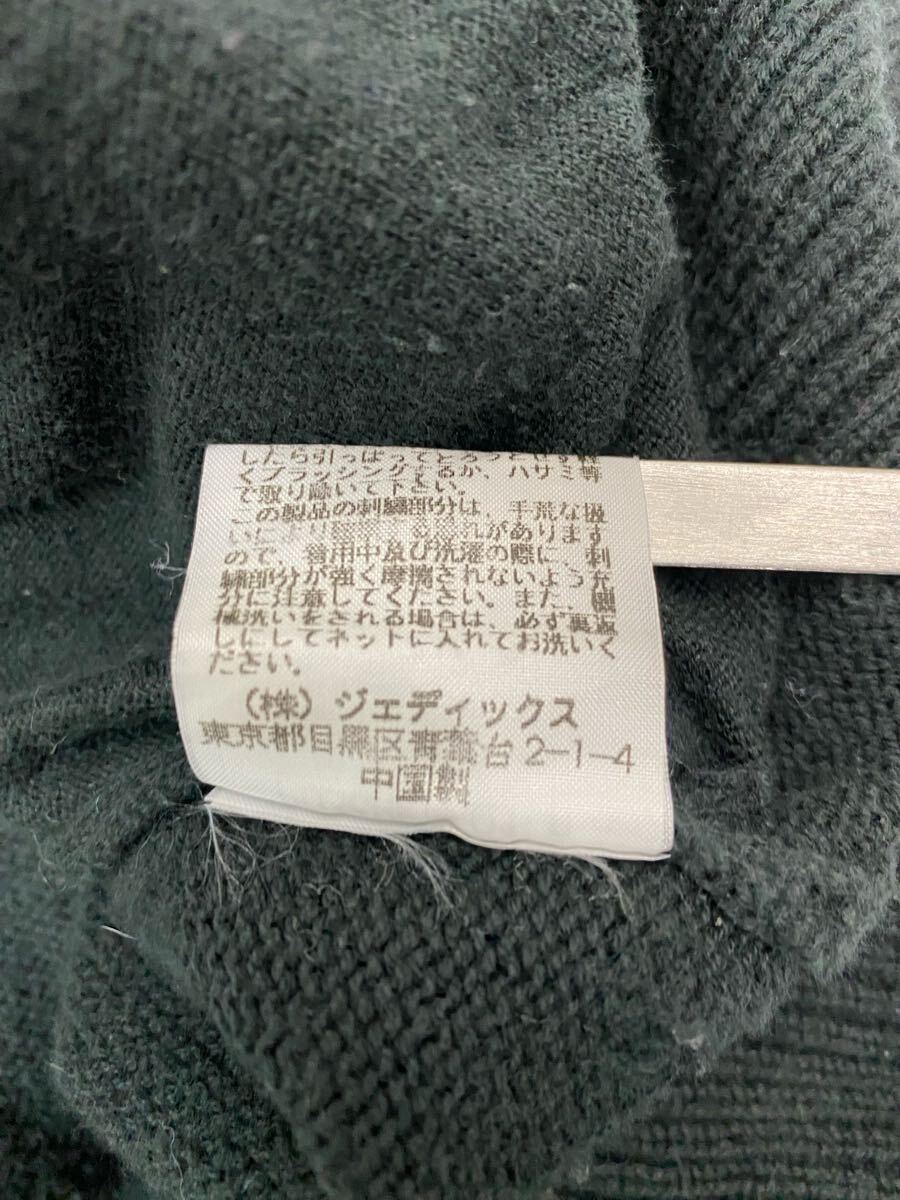 したら引っぱって
くブラッシングするか、ハサミ等
で取り除いて下さい。
この製品の刺繍部分は、手荒な扱
いにより がありま
ので、着用中及び洗濯の際に、刺
繍部分が強く摩擦されないよう充
分に注意してください。また、機
械洗いをされる場合は、必ず裏返
しにしてネットに入れてお洗いく
ださい。
(株)ジェディックス
東京都目黒区青葉台2-1-4
中国製